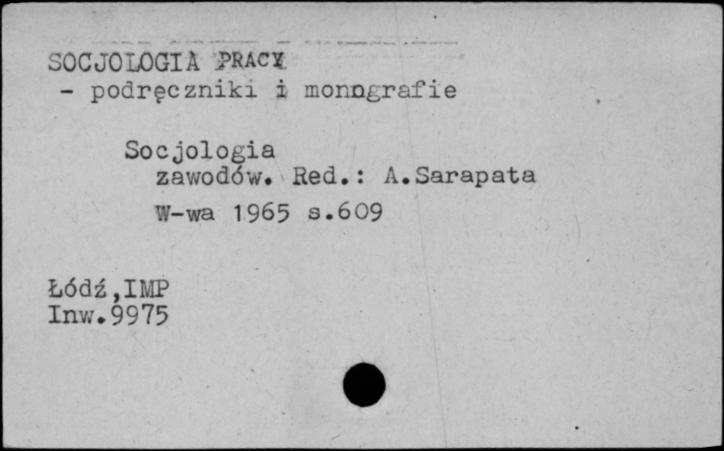 SOCJOLOGIA PRACY
- podręczniki i monografie
Socjologia
zawodów. Red.: A.Sarapata
W-wa 1965 s.609
Łódź,IMP
Inw.9975